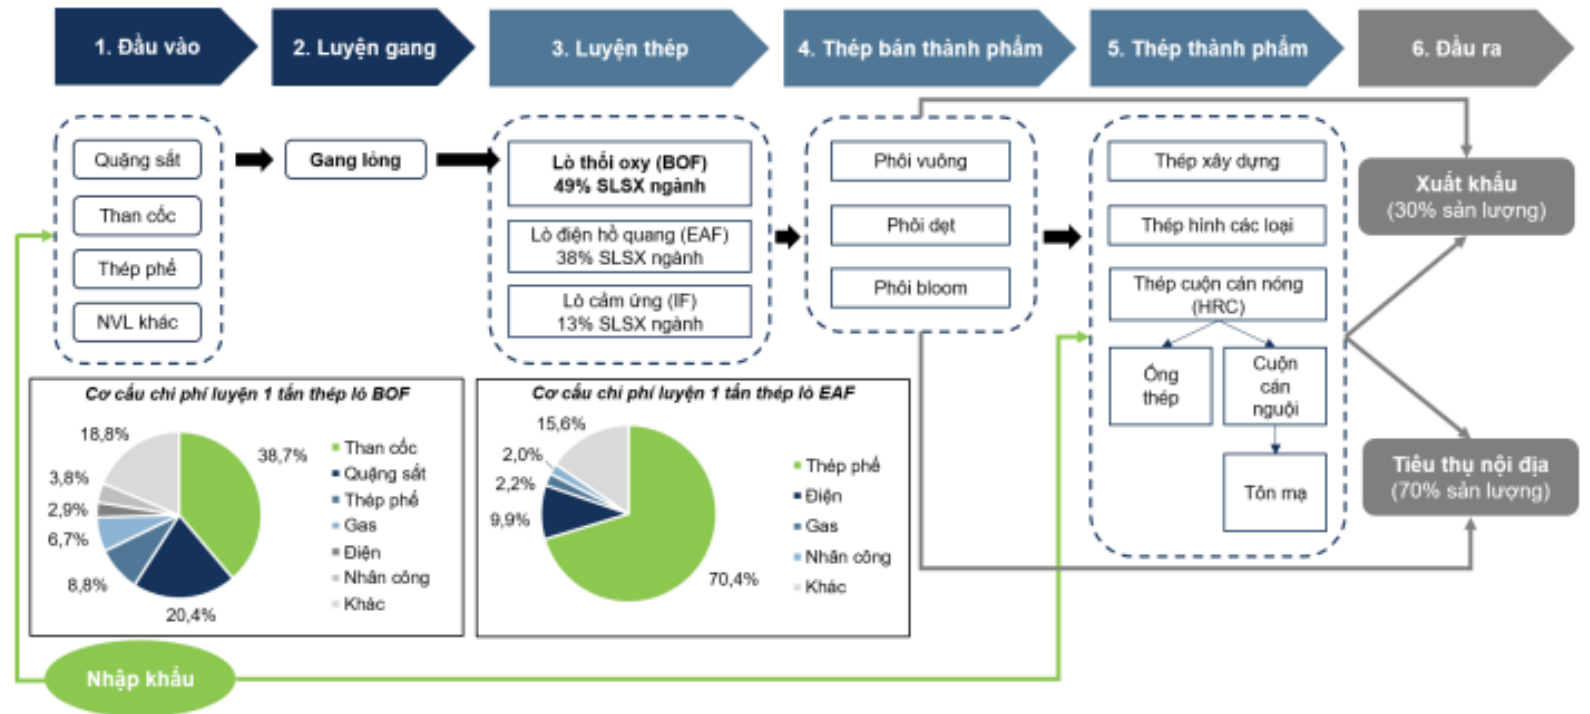 1. Đầu vào
2. Luyện gang
3. Luyện thép
4. Thép bán thành phẩm
5. Thép thành phẩm
6. Đầu ra
Quặng sắt
Than cốc
Thép phế
NVL khác
Gang lỏng
Lò thổi oxy (BOF)
49% SLSX ngành
Lò điện hồ quang (EAF)
38% SLSX ngành
Lò cảm ứng (IF)
13% SLSX ngành
Phôi vuông
Phôi dẹt
Phôi bloom
Thép xây dựng
Thép hình các loại
Thép cuộn cán nóng
(HRC)
Ống
thép
Cuộn
cán
nguội
Tôn mạ
Xuất khẩu
(30% sản lượng)
Tiêu thụ nội địa
(70% sản lượng)
Cơ cấu chi phí luyện 1 tấn thép lò BOF
18,8%
3,8%
2,9%
6,7%
8,8%
20,4%
38,7%
Than cốc
Quặng sắt
Thép phế
Gas
Điện
Nhân công
Khác
Cơ cấu chi phí luyện 1 tấn thép lò EAF
15,6%
2,0%
2,2%
9,9%
70,4%
Thép phế
Điện
Gas
Nhân công
Khác
Nhập khẩu